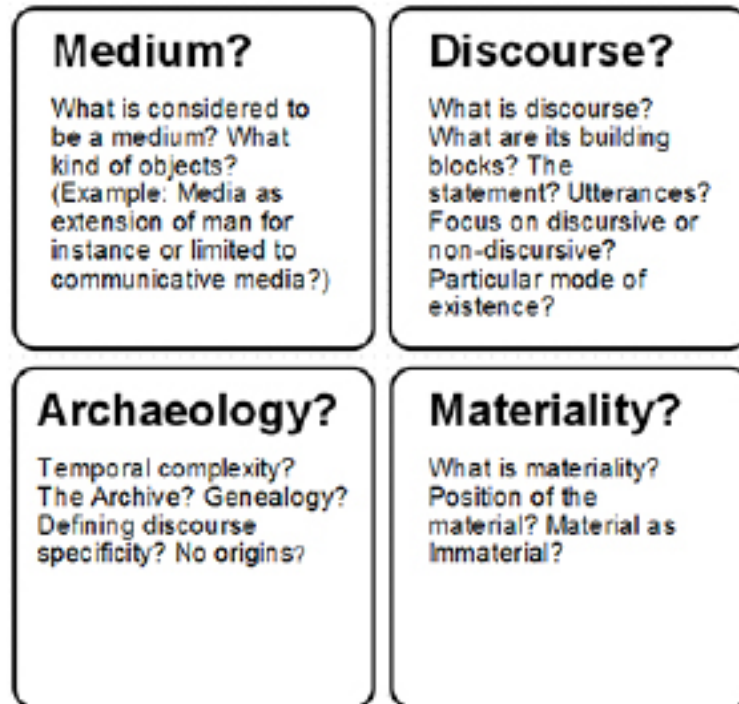 Medium?
What is considered to
be a medium? What
kind of objects?
(Example: Media as
extension of man for
instance or limited to
communicative media?)
Discourse?
What is discourse?
What are its building
blocks? The
statement? Utterances?
Focus on discursive or
non-discursive?
Particular mode of
existence?
Archaeology?
Temporal complexity?
The Archive? Genealogy?
Defining discourse
specificity? No origins?
Materiality?
What is materiality?
Position of the
material? Material as
Immaterial?